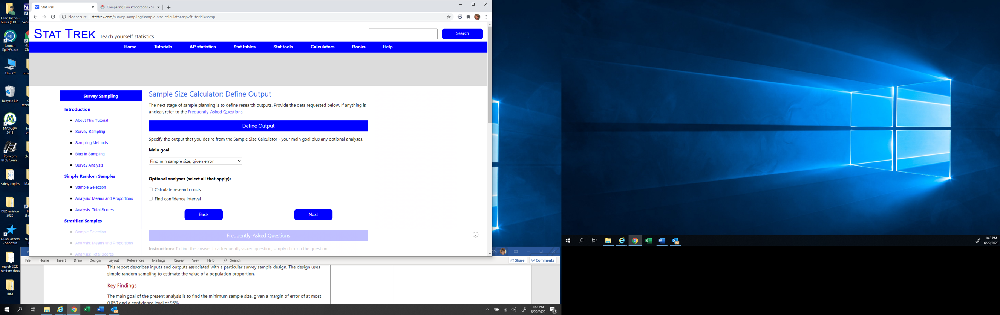 Stat Trek
Comparing Two Proportions - Sa
Not secure
stattrek.com/survey-sampling/sample-size-calculator.aspx?tutorial=samp
STAT TREK Teach yourself statistics
Search
Home Tutorials AP statistics Stat tables Stat tools Calculators Books Help
Survey Sampling
Introduction
About This Tutorial
Survey Sampling
Sampling Methods
Bias in Sampling
Survey Analysis
Simple Random Samples
Sample Selection
Analysis: Means and Proportions
Analysis: Total Scores
Stratified Samples
Sample Selection
Analysis: Means and Proportions
Analysis: Total Scores
Sample Size Calculator: Define Output
The next stage of sample planning is to define research outputs. Provide the data requested below. If anything is
unclear, refer to the Frequently-Asked Questions.
Define Output
Specify the output that you desire from the Sample Size Calculator - your main goal plus any optional analyses.
Main goal
Find min sample size, given error
Optional analyses (select all that apply):
Calculate research costs
Find confidence interval
Back Next
Frequently-Asked Questions
Instructions: To find the answer to a frequently-asked question, simply click on the question.
Earle-Richa...
Giulia (CDC...
Launch
EpiInfo.exe
This PC
Recycle Bin
MAXQDA
2018
Polycom
BToE Conn...
safety copies
DEZ revision
2020
Quick access
- Shortcut
march 2020
random docs
IBM
File Home Insert Draw Design Layout References Mailings Review View Help Search
Share Comments
This report describes inputs and outputs associated with a particular survey sample design. The design uses
simple random sampling to estimate the value of a population proportion.
Key Findings
The main goal of the present analysis is to find the minimum sample size, given a margin of error of at most
0.050 and a confidence level of 95%.
1:43 PM
6/29/2020
21
1:43 PM
6/29/2020